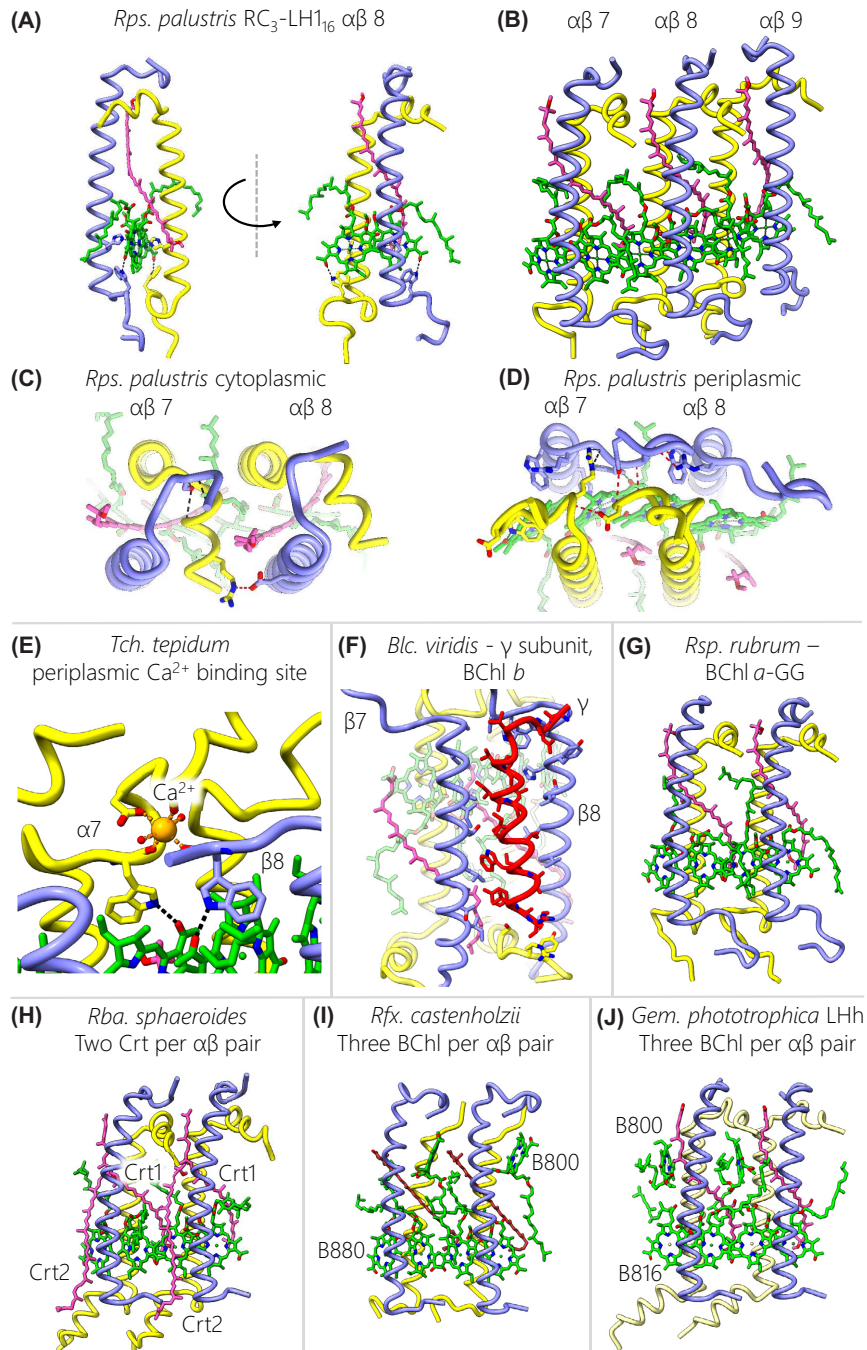 (A)
Rps. palustris RC₃-LH1₁₆ αβ 8
(B)
αβ 7 αβ 8 αβ 9
(C)
Rps. palustris cytoplasmic
αβ 7 αβ 8
(D)
Rps. palustris periplasmic
αβ 7 αβ 8
(E)
Tch. tepidum
periplasmic Ca²⁺ binding site
Ca²⁺
α7
β8
(F)
Blc. viridis - γ subunit,
BChl b
β7
γ
β8
(G)
Rsp. rubrum –
BChl a-GG
(H)
Rba. sphaeroides
Two Crt per αβ pair
Crt1
Crt1
Crt2
Crt2
(I)
Rfx. castenholzii
Three BChl per αβ pair
B800
B880
(J)
Gem. phototrophica LHh
Three BChl per αβ pair
B800
B816